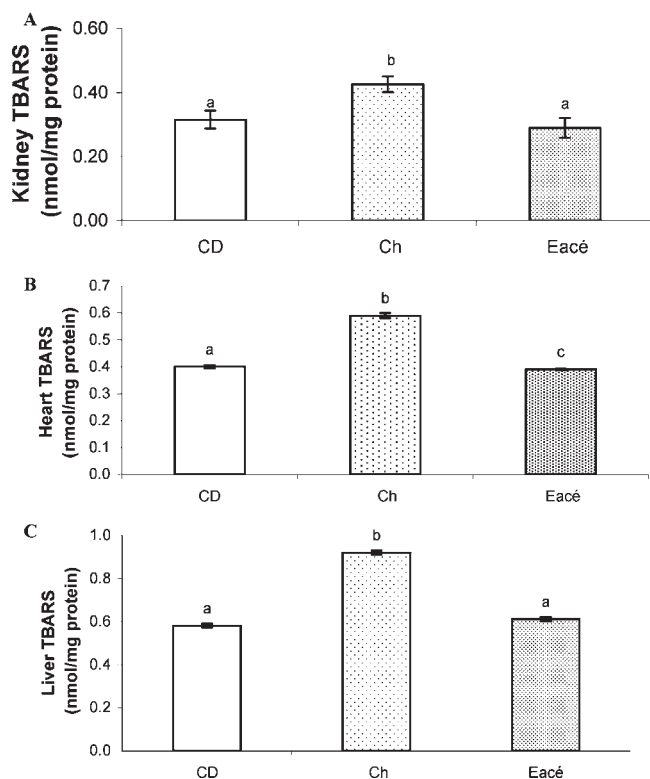 A
Kidney TBARS
(nmol/mg protein)
0.60
0.40
0.20
0.00
a
b
a
CD
Ch
Eacé
B
Heart TBARS
(nmol/mg protein)
0.7
0.6
0.5
0.4
0.3
0.2
0.1
0.0
a
b
c
CD
Ch
Eacé
C
Liver TBARS
(nmol/mg protein)
1.0
0.8
0.6
0.4
0.2
0.0
a
b
a
CD
Ch
Eacé